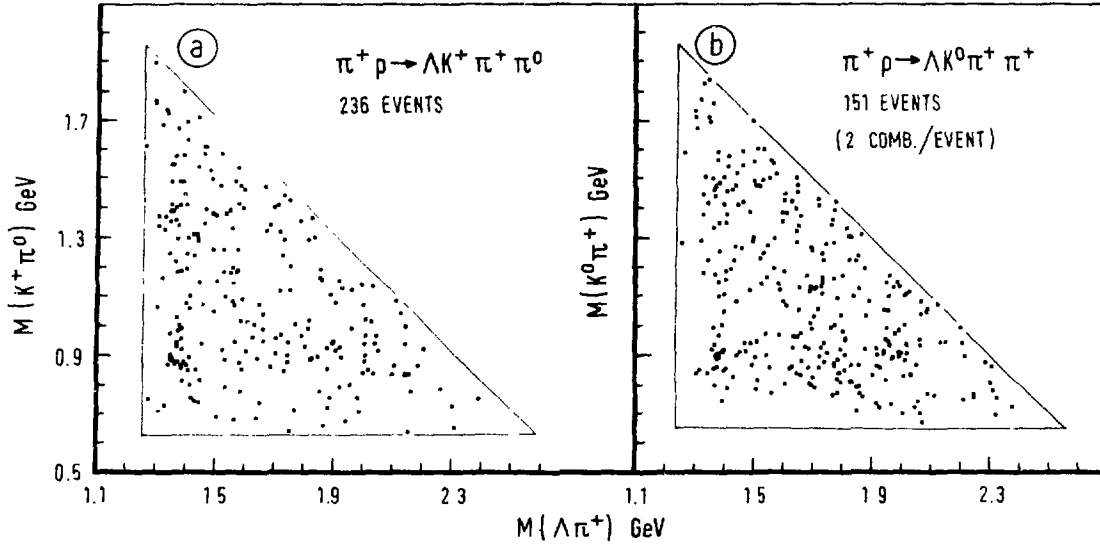 a
π⁺ p → ΛK⁺ π⁺ π⁰
236 EVENTS
b
π⁺ p → ΛK⁰ π⁺ π⁺
151 EVENTS
(2 COMB./EVENT)
M(K⁺π⁰) GeV
1.7
1.3
0.9
0.5
M(K⁰π⁺) GeV
1.1
1 5
1.9
2 3
1.1
1 5
1 9
2.3
M(Λπ⁺) GeV